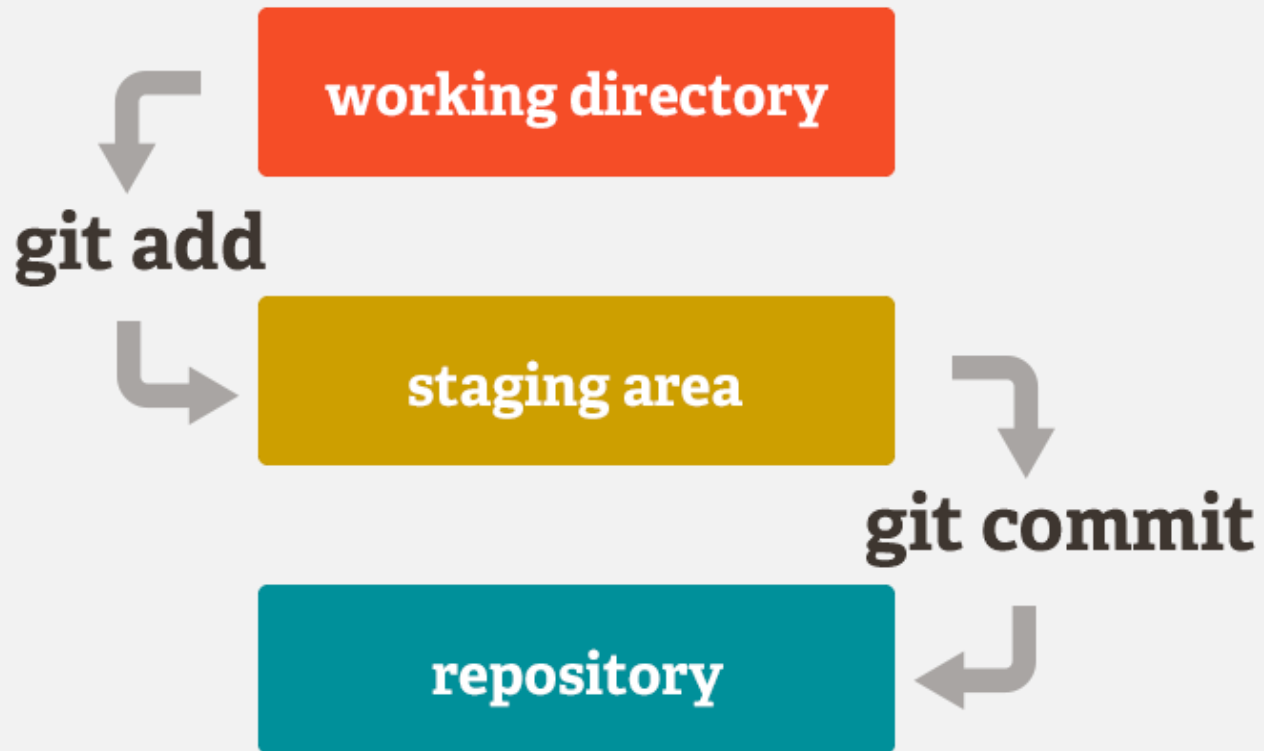 working directory
git add
staging area
git commit
repository